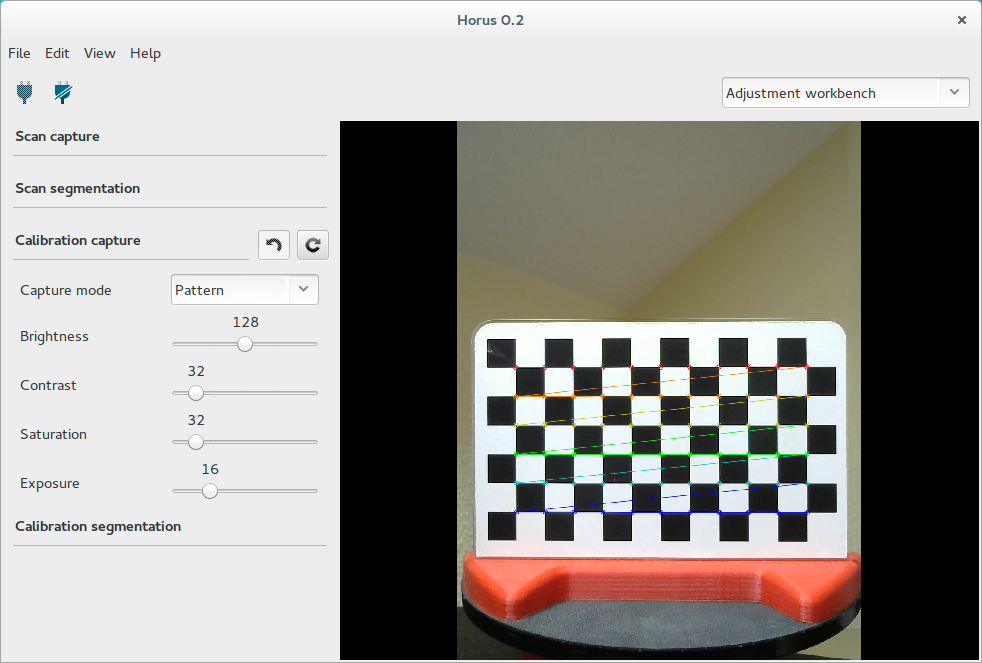 Horus 0.2
File Edit View Help
Adjustment workbench
Scan capture
Scan segmentation
Calibration capture
Capture mode Pattern
128
Brightness
32
Contrast
32
Saturation
16
Exposure
Calibration segmentation